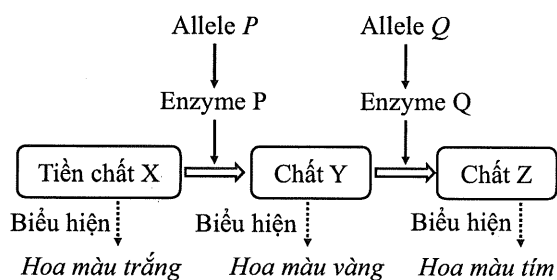 Allele P Allele Q
Enzyme P Enzyme Q
Tiền chất X Chất Y Chất Z
Biểu hiện Biểu hiện Biểu hiện
Hoa màu trắng Hoa màu vàng Hoa màu tím